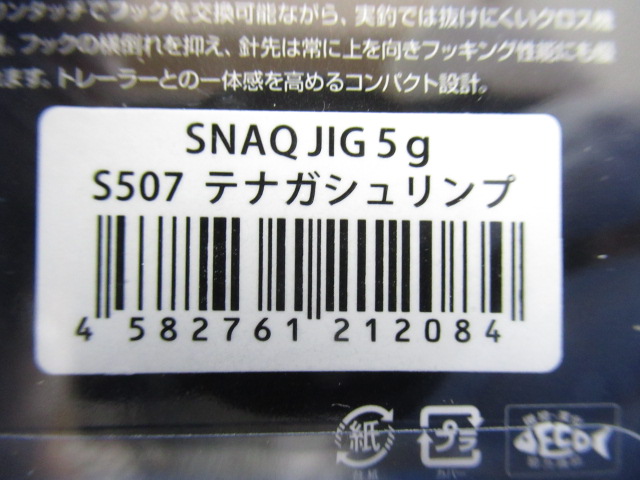 ワンタッチでフックを交換可能ながら、実釣では抜けにくいクロス
フックの横倒れを抑え、針先は常に上を向きフッキング性能にも
ます。トレーラーとの一体感を高めるコンパクト設計。
SNAQ JIG 5g
S507 テナガシュリンプ
4 582761 212084
紙
プラ
ECO